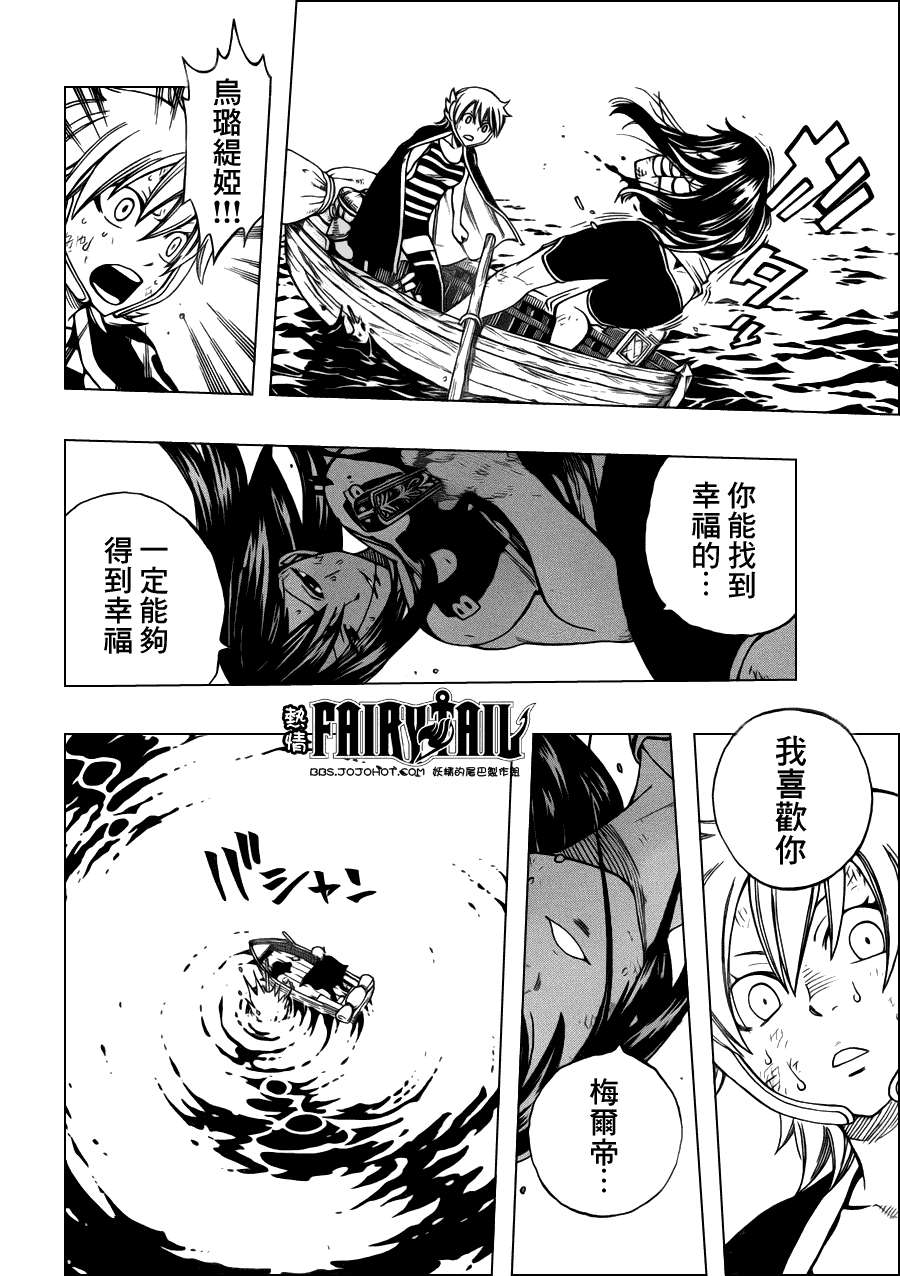 ガタ
烏璐緹婭!!!
你能找到
幸福的…
一定能夠
得到幸福
熱情
FAIRY TAIL
BBS.JOJOHOT.COM 妖精的尾巴製作組
我喜歡你
梅爾帝…
バシャン